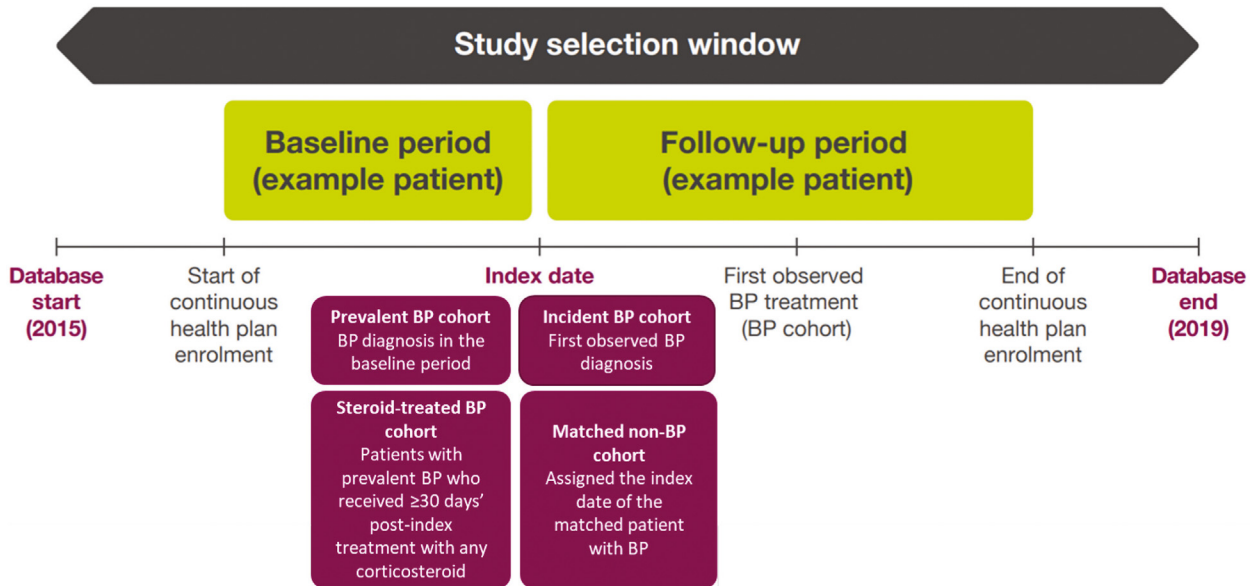 Study selection window
Baseline period
(example patient)
Follow-up period
(example patient)
Database
start
(2015)
Start of
continuous
health plan
enrolment
Index date
First observed
BP treatment
(BP cohort)
End of
continuous
health plan
enrolment
Database
end
(2019)
Prevalent BP cohort
BP diagnosis in the
baseline period
Incident BP cohort
First observed BP
diagnosis
Steroid-treated BP
cohort
Patients with
prevalent BP who
received ≥30 days’
post-index
treatment with any
corticosteroid
Matched non-BP
cohort
Assigned the index
date of the
matched patient
with BP